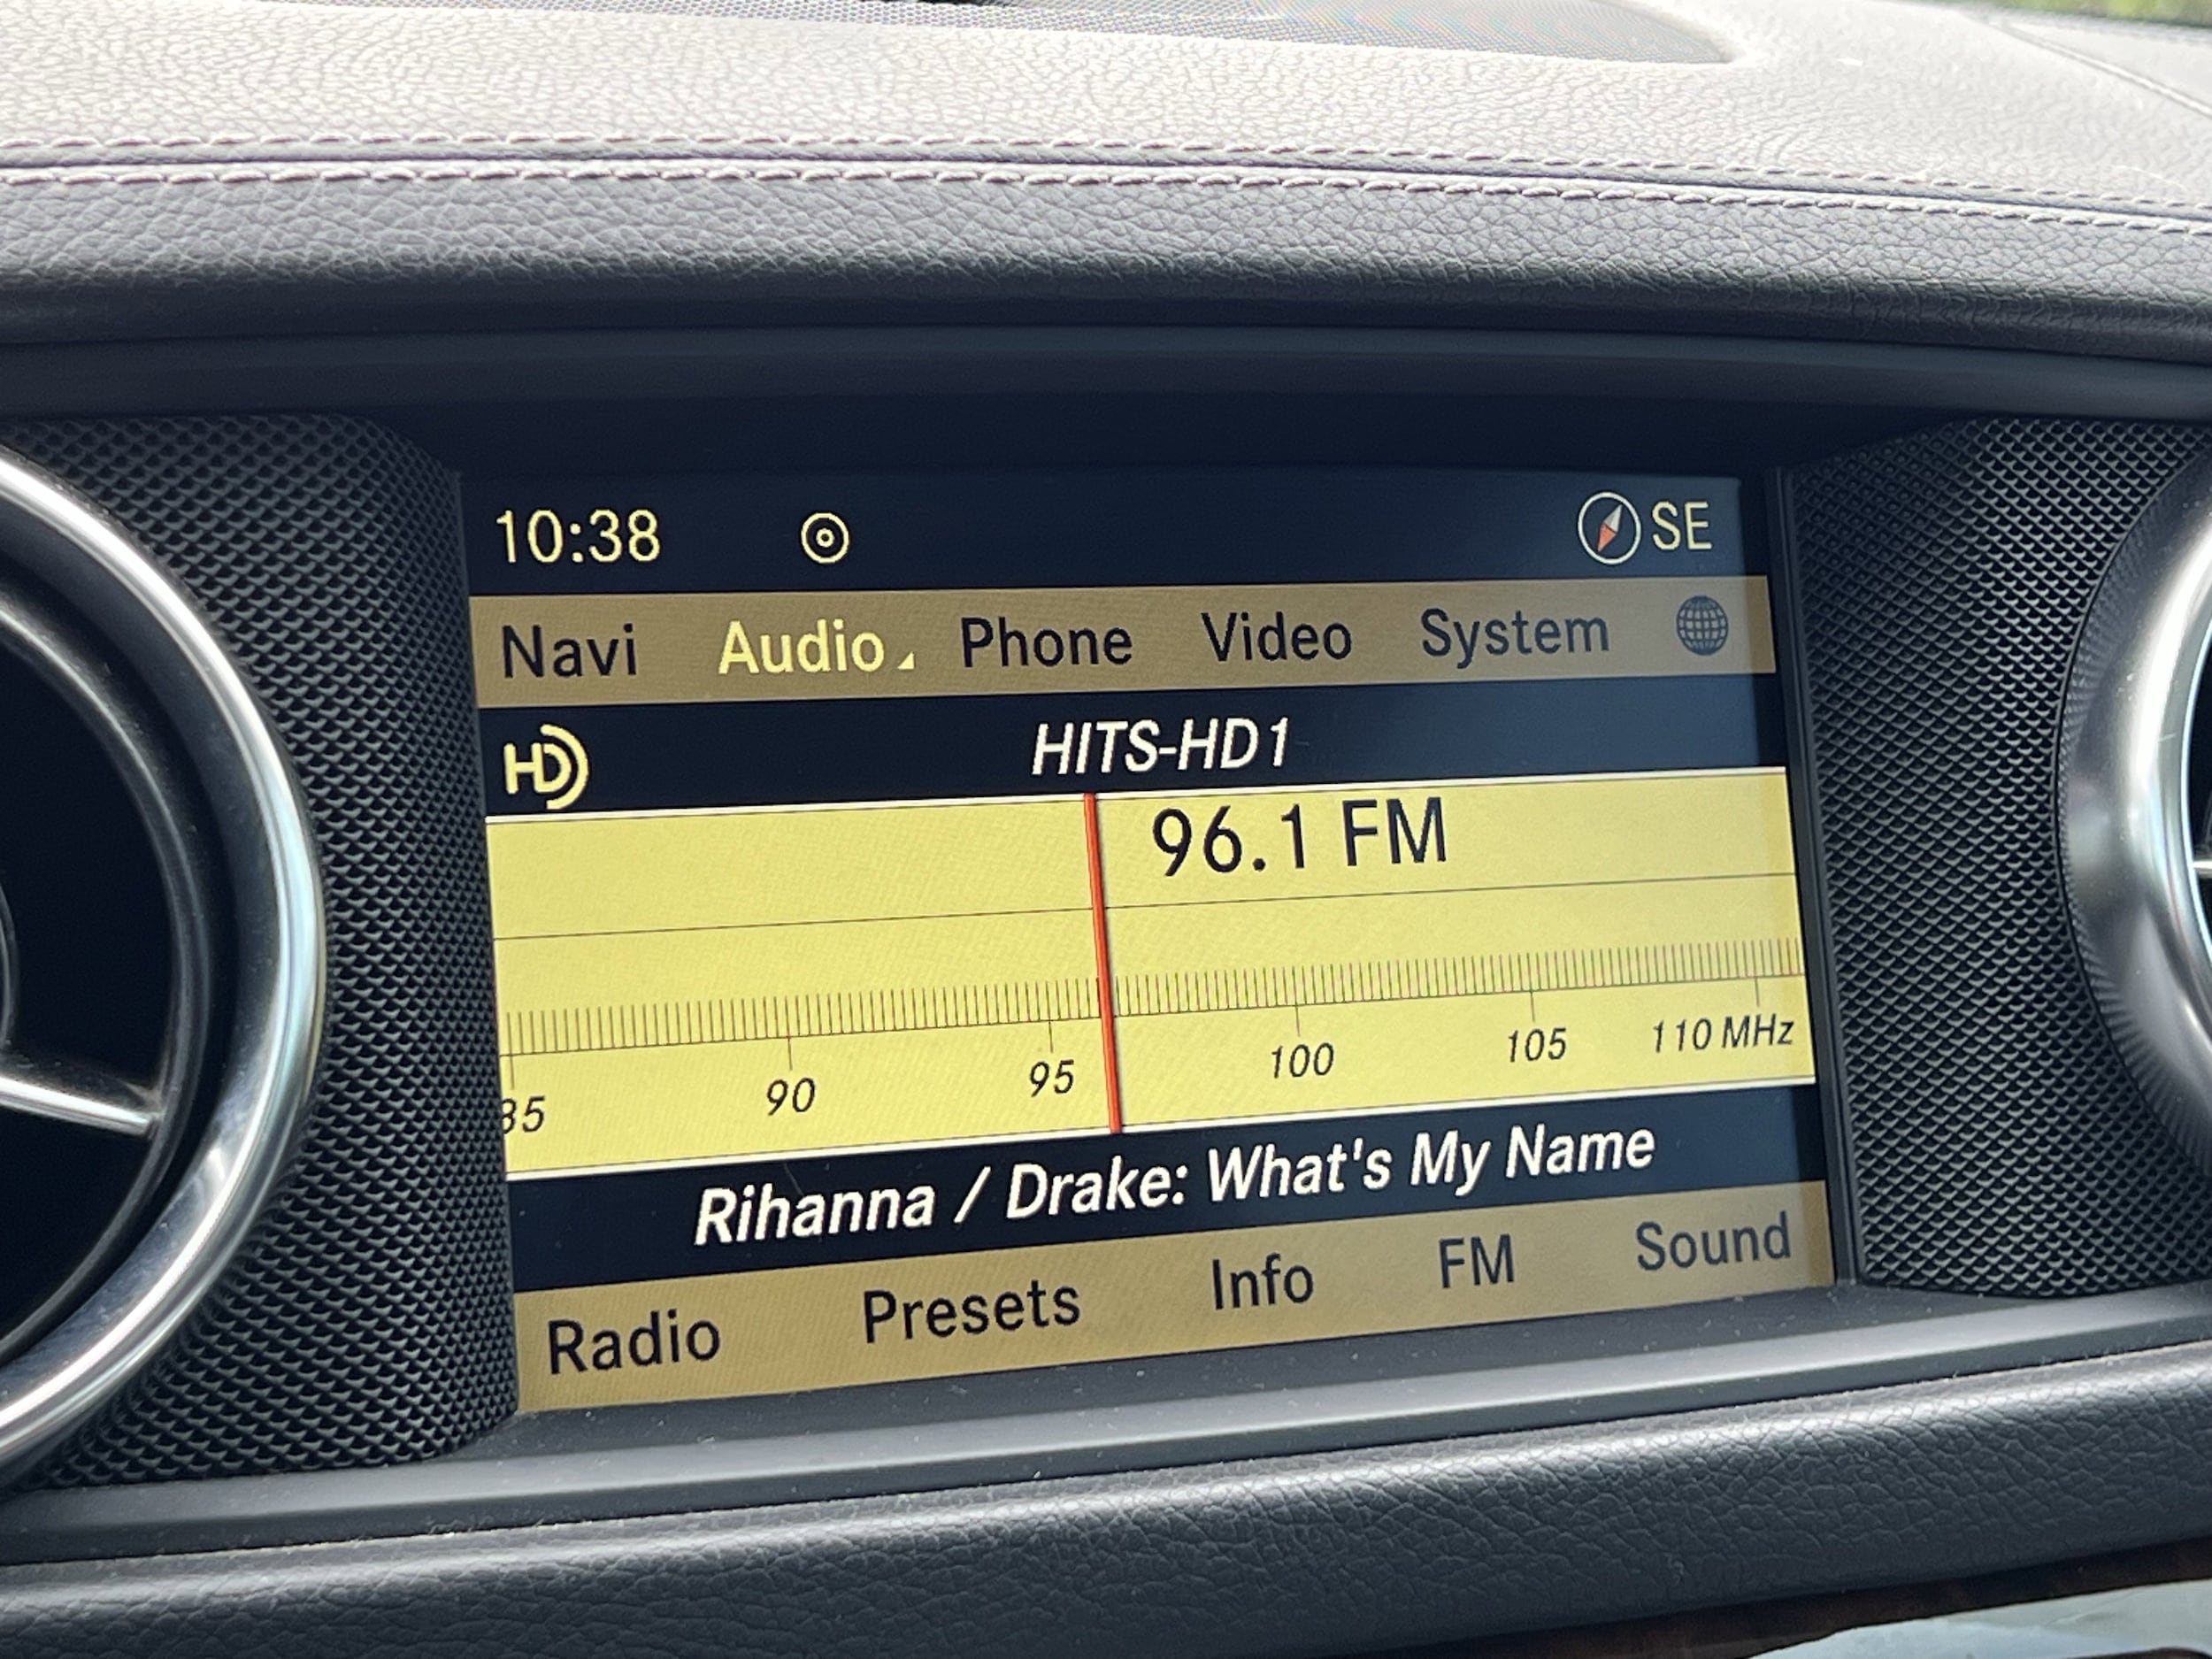 10:38 SE
Navi Audio Phone Video System
HD HITS-HD1
96.1 FM
85 90 95 100 105 110 MHz
Rihanna / Drake: What's My Name
Radio Presets Info FM Sound